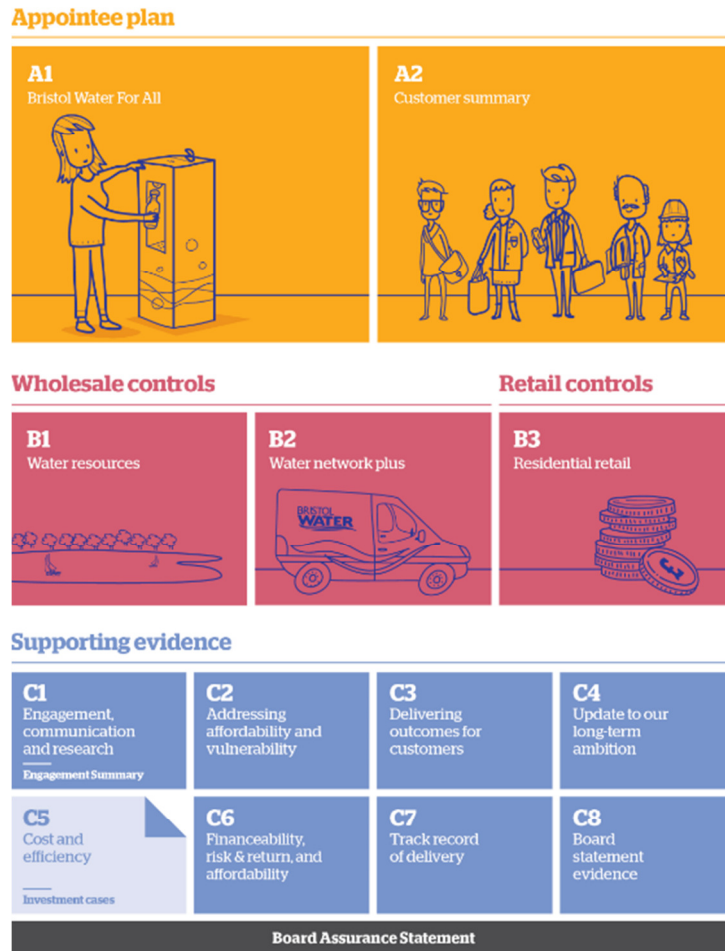 Appointee plan
A1
Bristol Water For All
A2
Customer summary
Wholesale controls
Retail controls
B1
Water resources
B2
Water network plus
BRISTOL
WATER
B3
Residential retail
£
Supporting evidence
C1
Engagement,
communication
and research
Engagement Summary
C2
Addressing
affordability and
vulnerability
C3
Delivering
outcomes for
customers
C4
Update to our
long-term
ambition
C5
Cost and
efficiency
Investment cases
C6
Financeability,
risk & return, and
affordability
C7
Track record
of delivery
C8
Board
statement
evidence
Board Assurance Statement